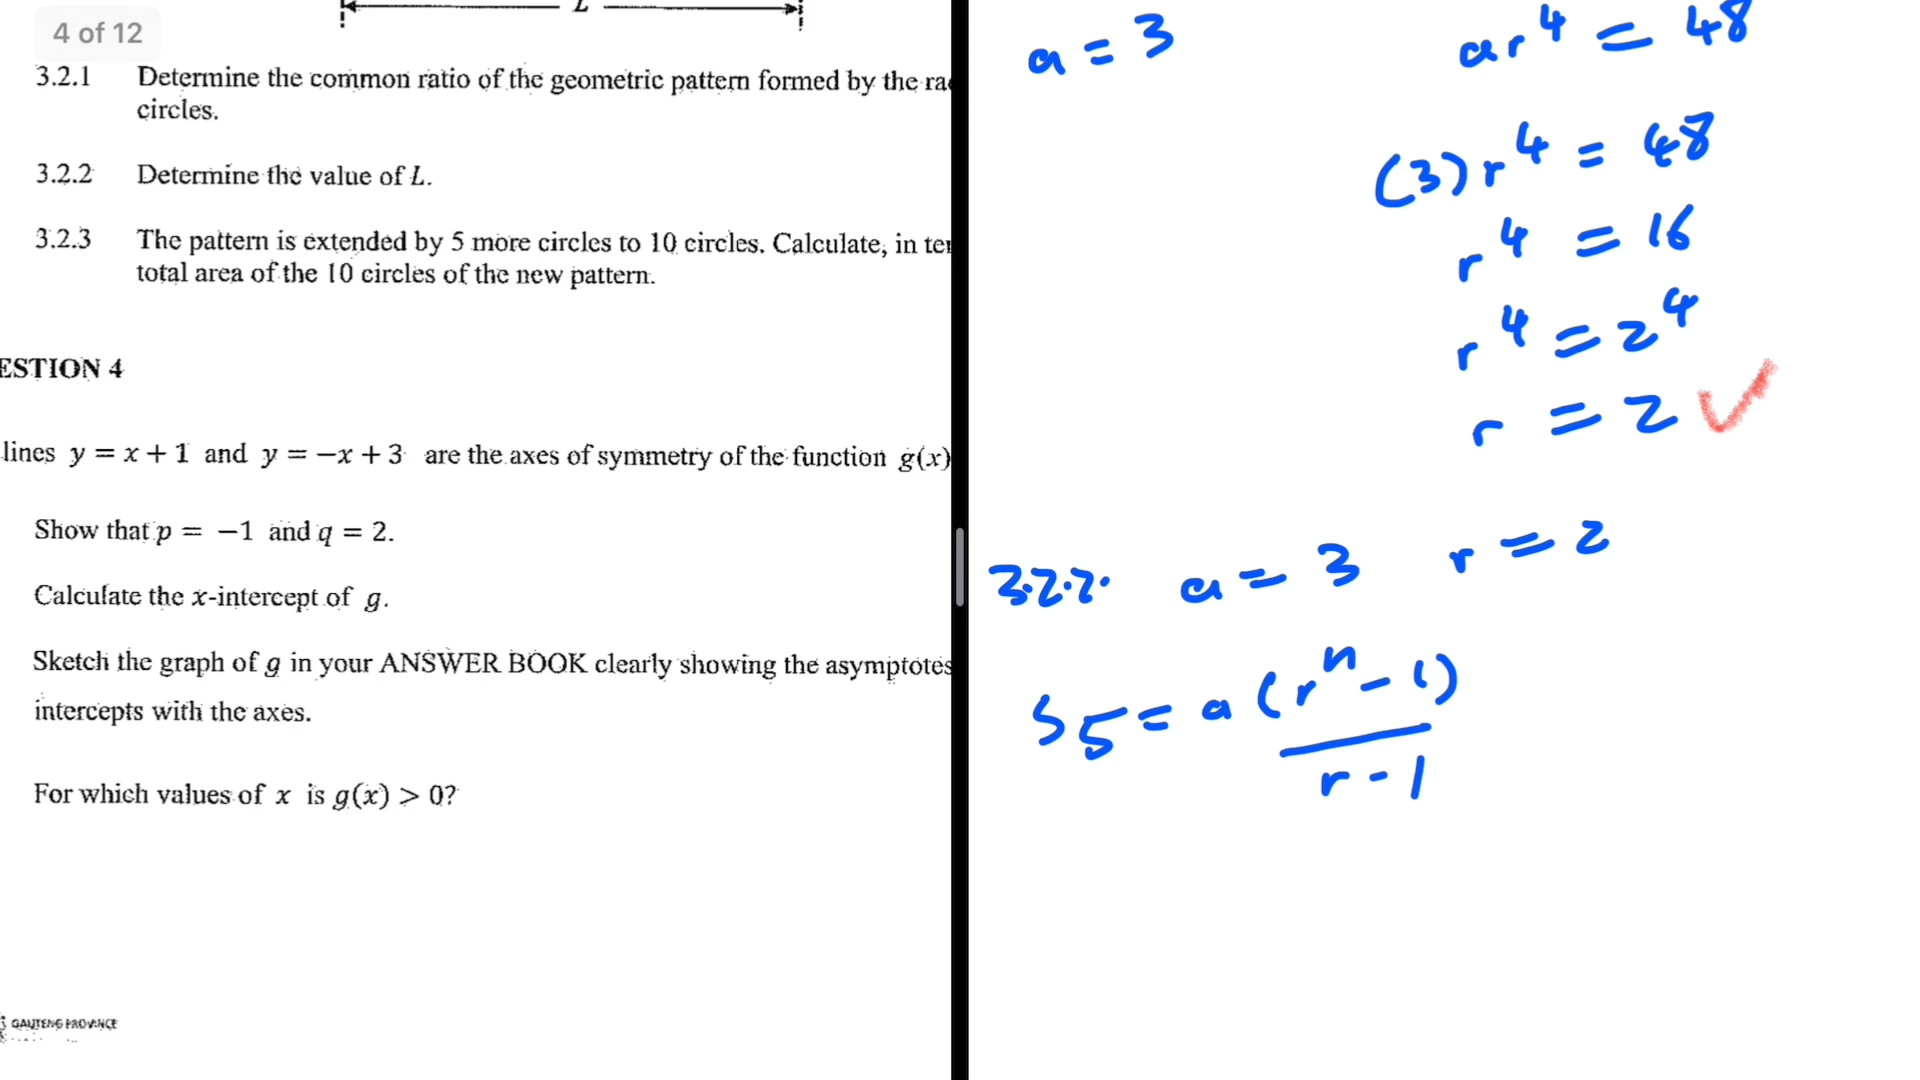 L
4 of 12
3.2.1 Determine the common ratio of the geometric pattern formed by the
circles.
3.2.2 Determine the value of L.
3.2.3 The pattern is extended by 5 more circles to 10 circles. Calculate, in
total area of the 10 circles of the new pattern.
ESTION 4
lines y = x + 1 and y = −x + 3 are the axes of symmetry of the function g(x)
Show that p = −1 and q = 2.
Calculate the x-intercept of g.
Sketch the graph of g in your ANSWER BOOK clearly showing the asymptotes
intercepts with the axes.
For which values of x is g(x) > 0?
GAUTENG PROVINCE
a = 3
ar⁴ = 48
(3)r⁴ = 48
r⁴ = 16
r⁴ = 2⁴
r = 2
3.2.2. a = 3 r = 2
S5 = a(rⁿ - 1)
r - 1